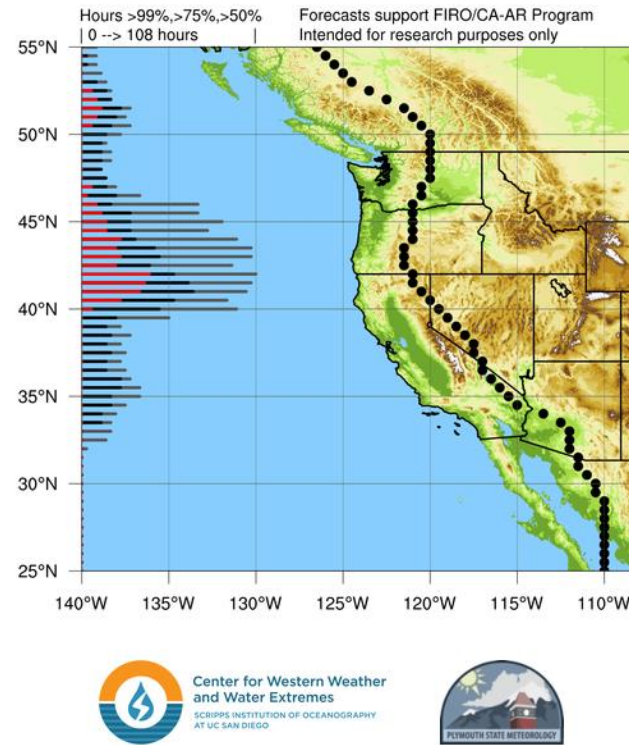 Hours >99%,>75%,>50%
| 0 --> 108 hours |
Forecasts support FIRO/CA-AR Program
Intended for research purposes only
55°N
50°N
45°N
40°N
35°N
30°N
25°N
140°W 135°W 130°W 125°W 120°W 115°W 110°W
Center for Western Weather
and Water Extremes
SCRIPPS INSTITUTION OF OCEANOGRAPHY
AT UC SAN DIEGO
PLYMOUTH STATE METEOROLOGY